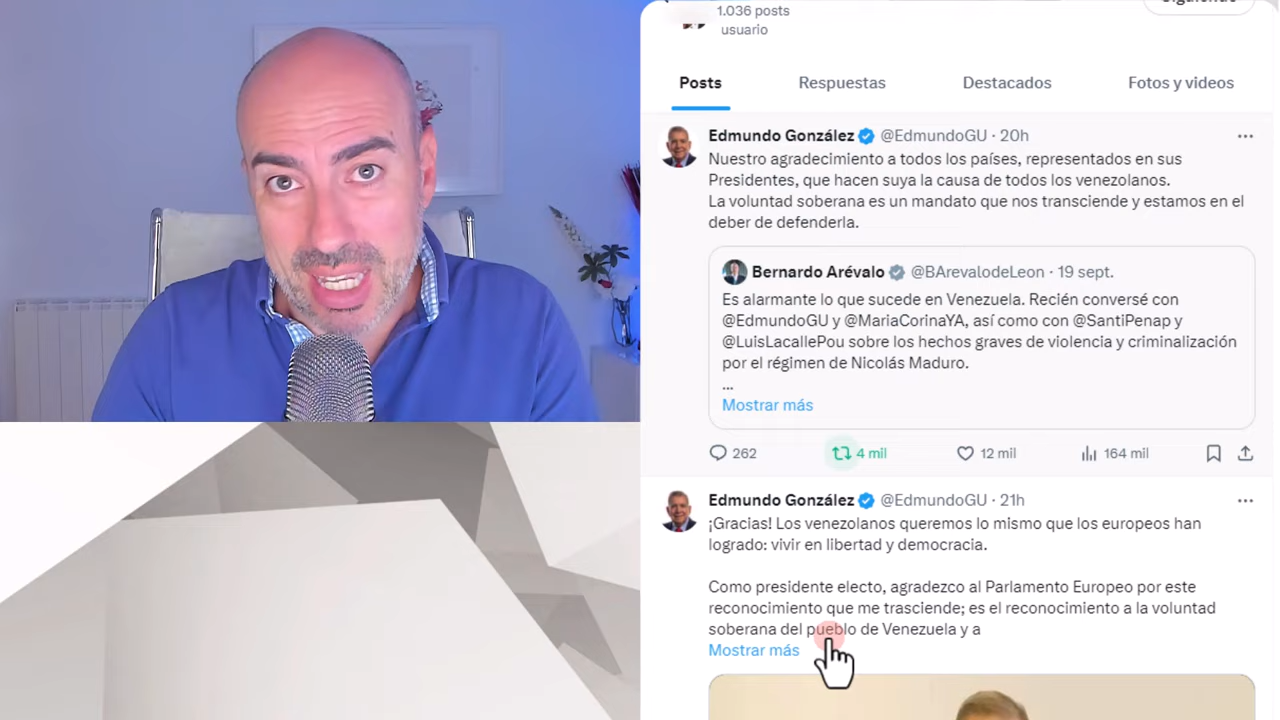 1.036 posts
Siguiendo
usuario
Posts
Respuestas
Destacados
Fotos y videos
Edmundo González @EdmundoGU · 20h
Nuestro agradecimiento a todos los países, representados en sus
Presidentes, que hacen suya la causa de todos los venezolanos.
La voluntad soberana es un mandato que nos transciende y estamos en el
deber de defenderla.
Bernardo Arévalo @BArevalodeLeon · 19 sept.
Es alarmante lo que sucede en Venezuela. Recién conversé con
@EdmundoGU y @MariaCorinaYA, así como con @SantiPenap y
@LuisLacallePou sobre los hechos graves de violencia y criminalización
por el régimen de Nicolás Maduro.
...
Mostrar más
262
4 mil
12 mil
164 mil
Edmundo González @EdmundoGU · 21h
¡Gracias! Los venezolanos queremos lo mismo que los europeos han
logrado: vivir en libertad y democracia.
Como presidente electo, agradezco al Parlamento Europeo por este
reconocimiento que me trasciende; es el reconocimiento a la voluntad
soberana del pueblo de Venezuela y a
Mostrar más